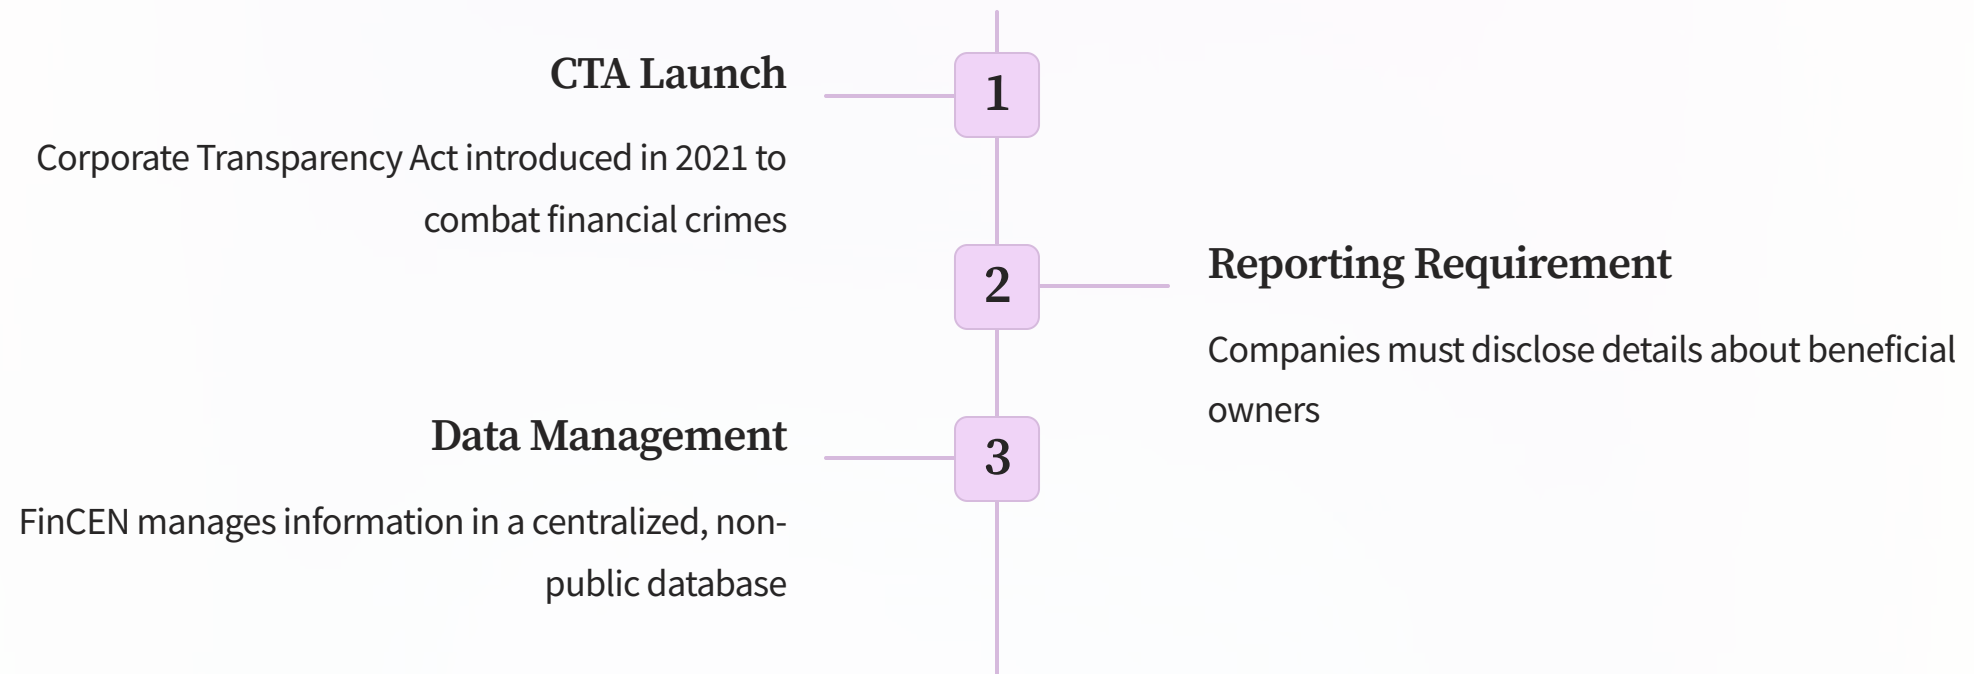 CTA Launch
1
Corporate Transparency Act introduced in 2021 to
combat financial crimes
2
Reporting Requirement
Companies must disclose details about beneficial
owners
Data Management
3
FinCEN manages information in a centralized, non-
public database